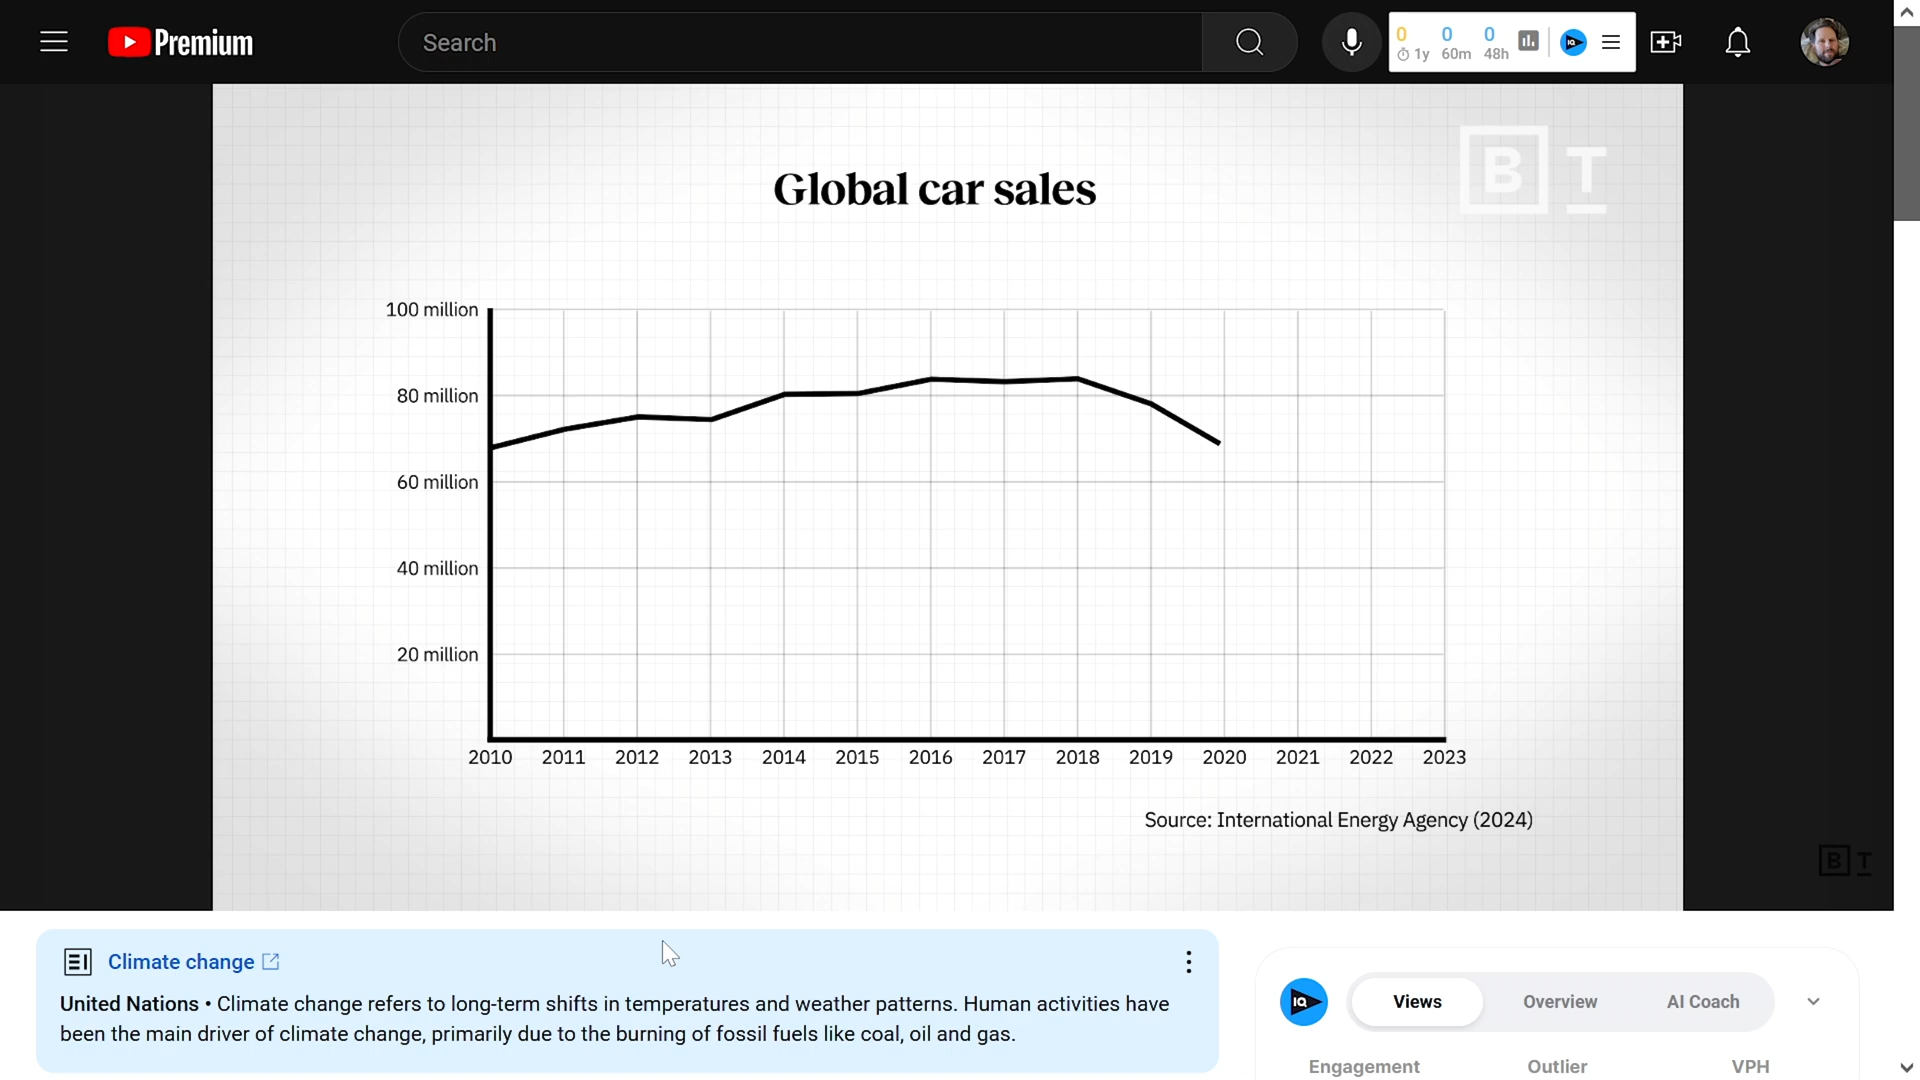 Premium
Search
0 0 0
1y 60m 48h
B T
Global car sales
100 million
80 million
60 million
40 million
20 million
2010 2011 2012 2013 2014 2015 2016 2017 2018 2019 2020 2021 2022 2023
Source: International Energy Agency (2024)
B T
Climate change
United Nations • Climate change refers to long-term shifts in temperatures and weather patterns. Human activities have
been the main driver of climate change, primarily due to the burning of fossil fuels like coal, oil and gas.
IQ Views Overview AI Coach
Engagement Outlier VPH